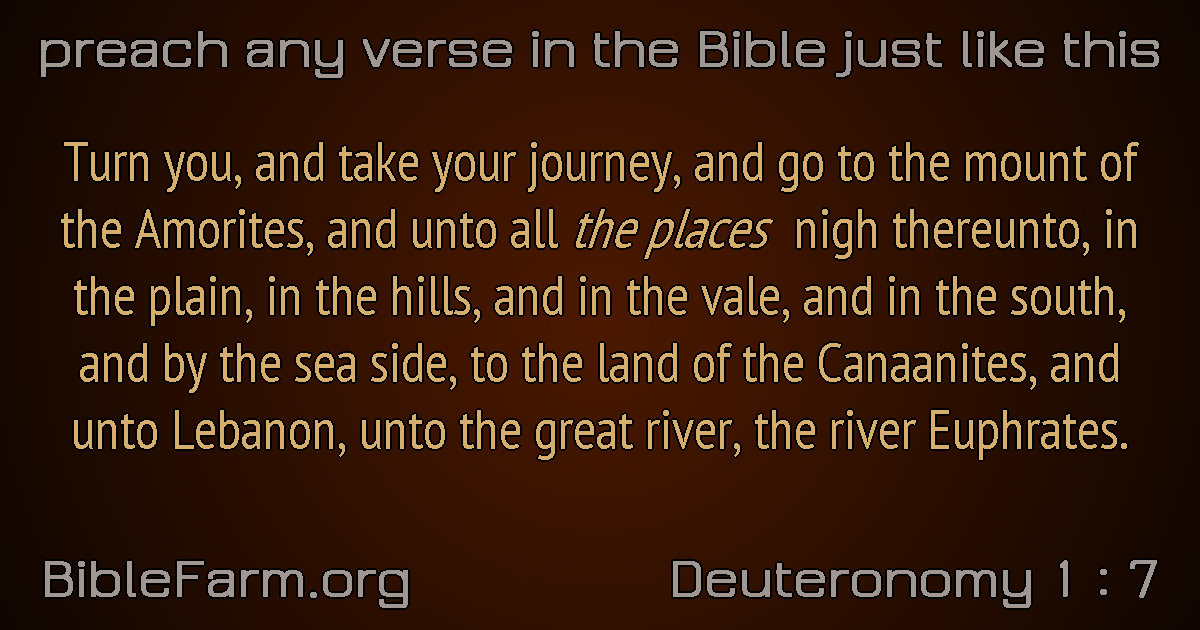 preach any verse in the Bible just like this
Turn you, and take your journey, and go to the mount of
the Amorites, and unto all the places nigh thereunto, in
the plain, in the hills, and in the vale, and in the south,
and by the sea side, to the land of the Canaanites, and
unto Lebanon, unto the great river, the river Euphrates.
BibleFarm.org
Deuteronomy 1 : 7